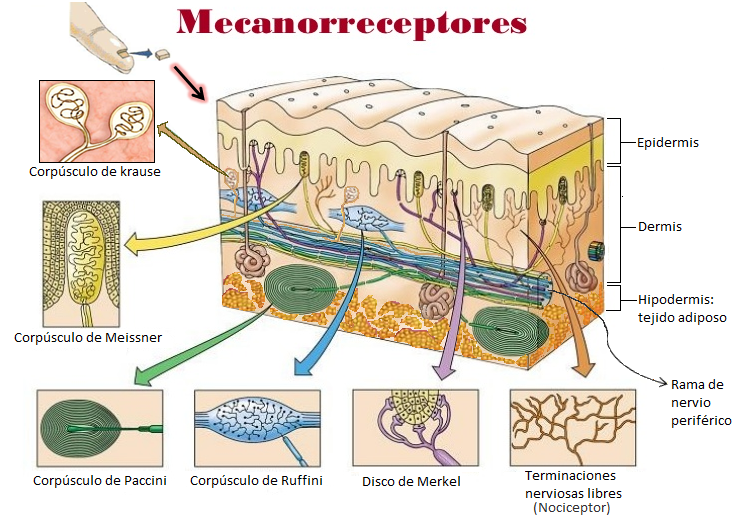 Mecanorreceptores
Corpúsculo de krause
Epidermis
Dermis
Hipodermis:
tejido adiposo
Corpúsculo de Meissner
Rama de
nervio
periférico
Corpúsculo de Paccini
Corpúsculo de Ruffini
Disco de Merkel
Terminaciones
nerviosas libres
(Nociceptor)